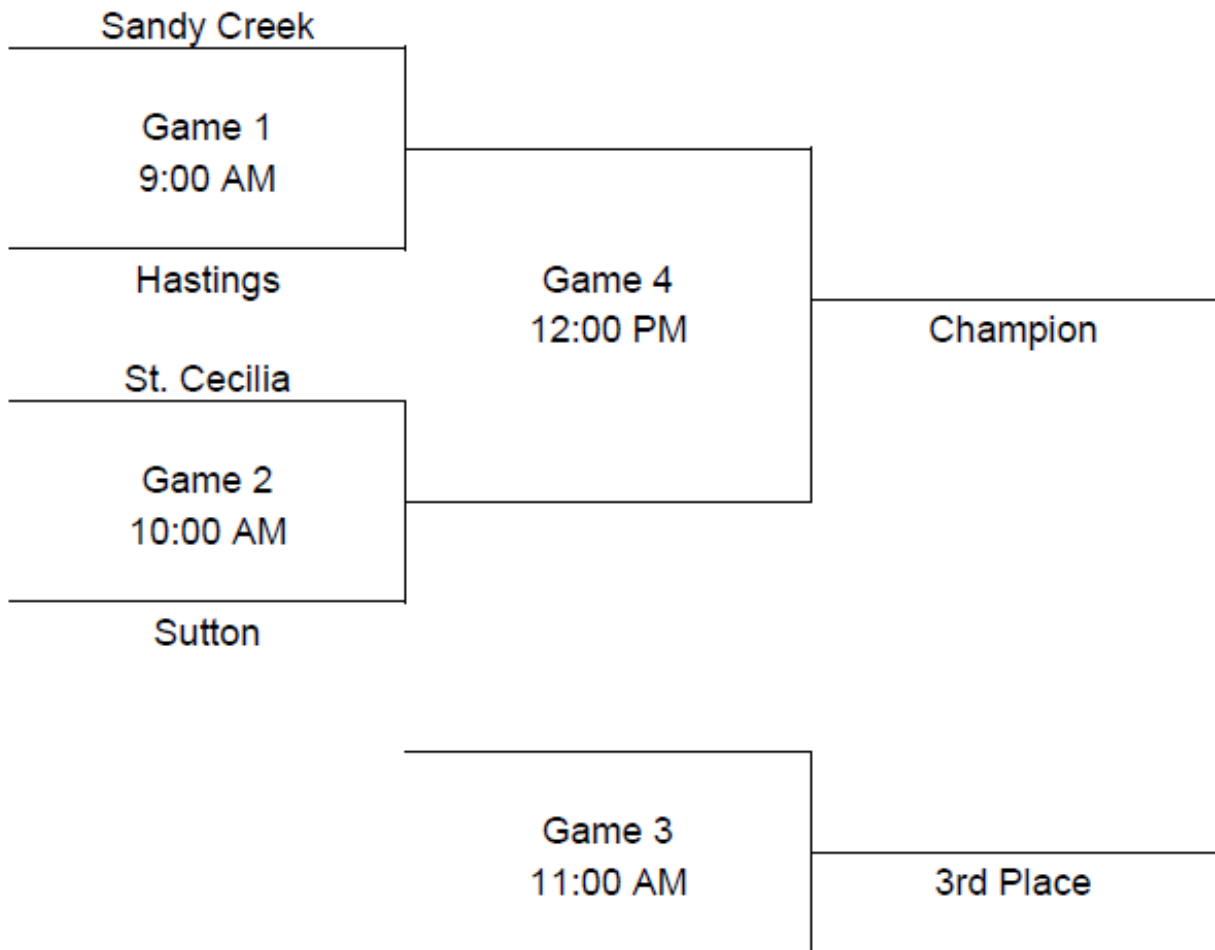 Sandy Creek
Game 1
9:00 AM
Hastings
Game 4
12:00 PM
Champion
St. Cecilia
Game 2
10:00 AM
Sutton
Game 3
11:00 AM
3rd Place